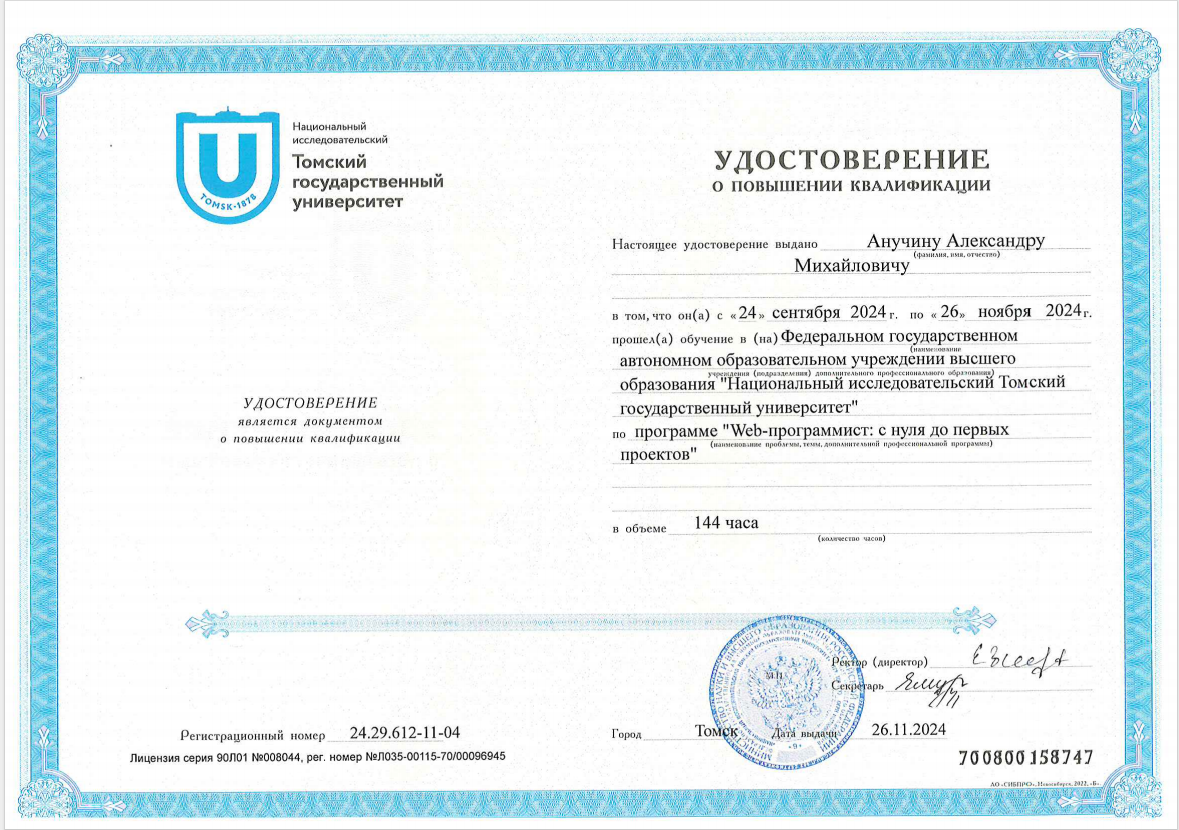 Национальный
исследовательский
Томский
государственный
университет
TOMSK-1878
УДОСТОВЕРЕНИЕ
является документом
о повышении квалификации
Регистрационный номер 24.29.612-11-04
Лицензия серия 90Л01 №008044, рег. номер №Л035-00115-70/00096945
УДОСТОВЕРЕНИЕ
О ПОВЫШЕНИИ КВАЛИФИКАЦИИ
Настоящее удостоверение выдано Анучину Александру
(фамилия, имя, отчество)
Михайловичу
в том, что он(а) с «24» сентября 2024 г. по «26» ноября 2024 г.
прошел(а) обучение в (на) Федеральном государственном
(наименование
автономном образовательном учреждении высшего
учреждения (подразделения) дополнительного профессионального образования)
образования "Национальный исследовательский Томский
государственный университет"
по программе "Web-программист: с нуля до первых
(наименование проблемы, темы, дополнительной профессиональной программы)
проектов"
в объеме 144 часа
(количество часов)
М.П.
Ректор (директор)
Секретарь
Город Томск Дата выдачи 26.11.2024
700800158747
АО «СИБПРО», Новосибирск, 2022, «Б».